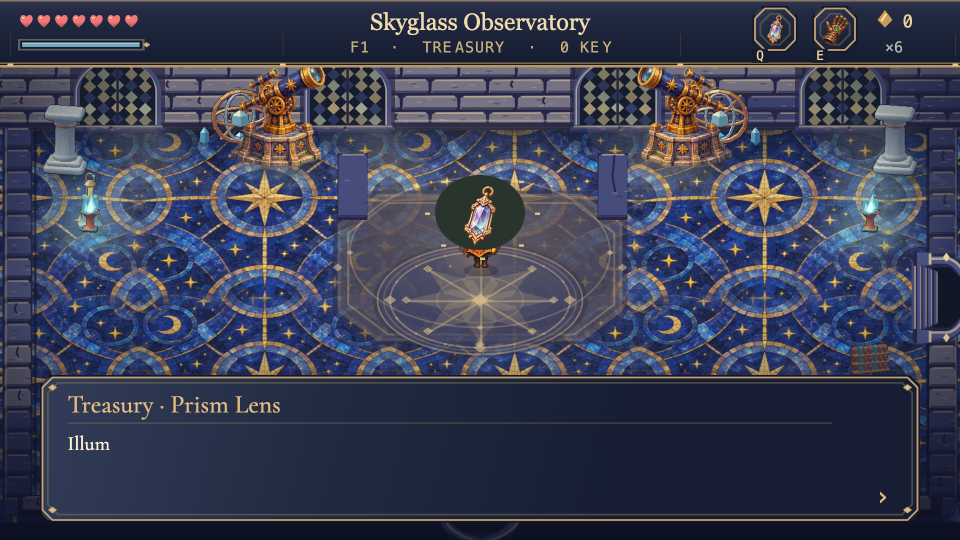 Skyglass Observatory
F1 · TREASURY · 0 KEY
Q
E
0
×6
Treasury · Prism Lens
Illum